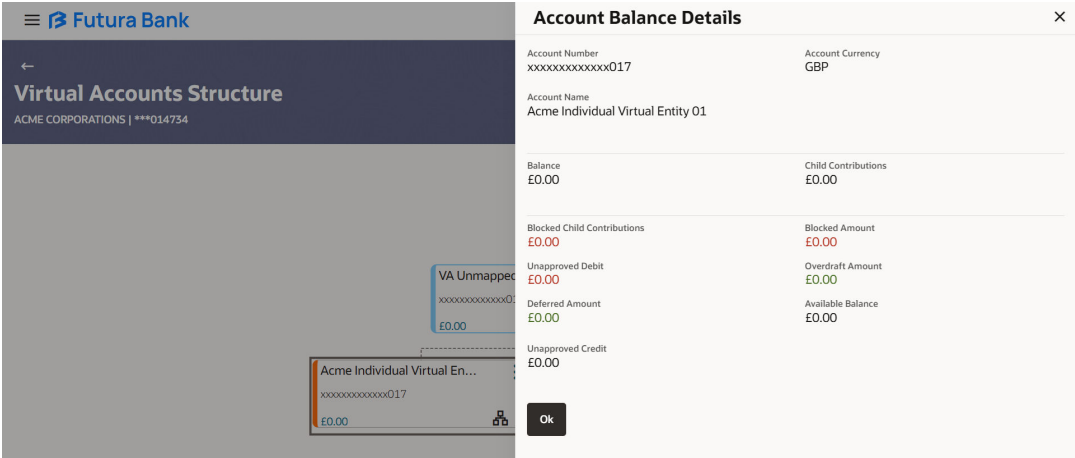 Futura Bank
Virtual Accounts Structure
ACME CORPORATIONS | ***014734
VA Unmapped
£0.00
Acme Individual Virtual En...
xxxxxxxxxxxxx017
£0.00
Account Balance Details
Account Number
xxxxxxxxxxxxx017
Account Currency
GBP
Account Name
Acme Individual Virtual Entity 01
Balance
£0.00
Child Contributions
£0.00
Blocked Child Contributions
£0.00
Blocked Amount
£0.00
Unapproved Debit
£0.00
Overdraft Amount
£0.00
Deferred Amount
£0.00
Available Balance
£0.00
Unapproved Credit
£0.00
Ok